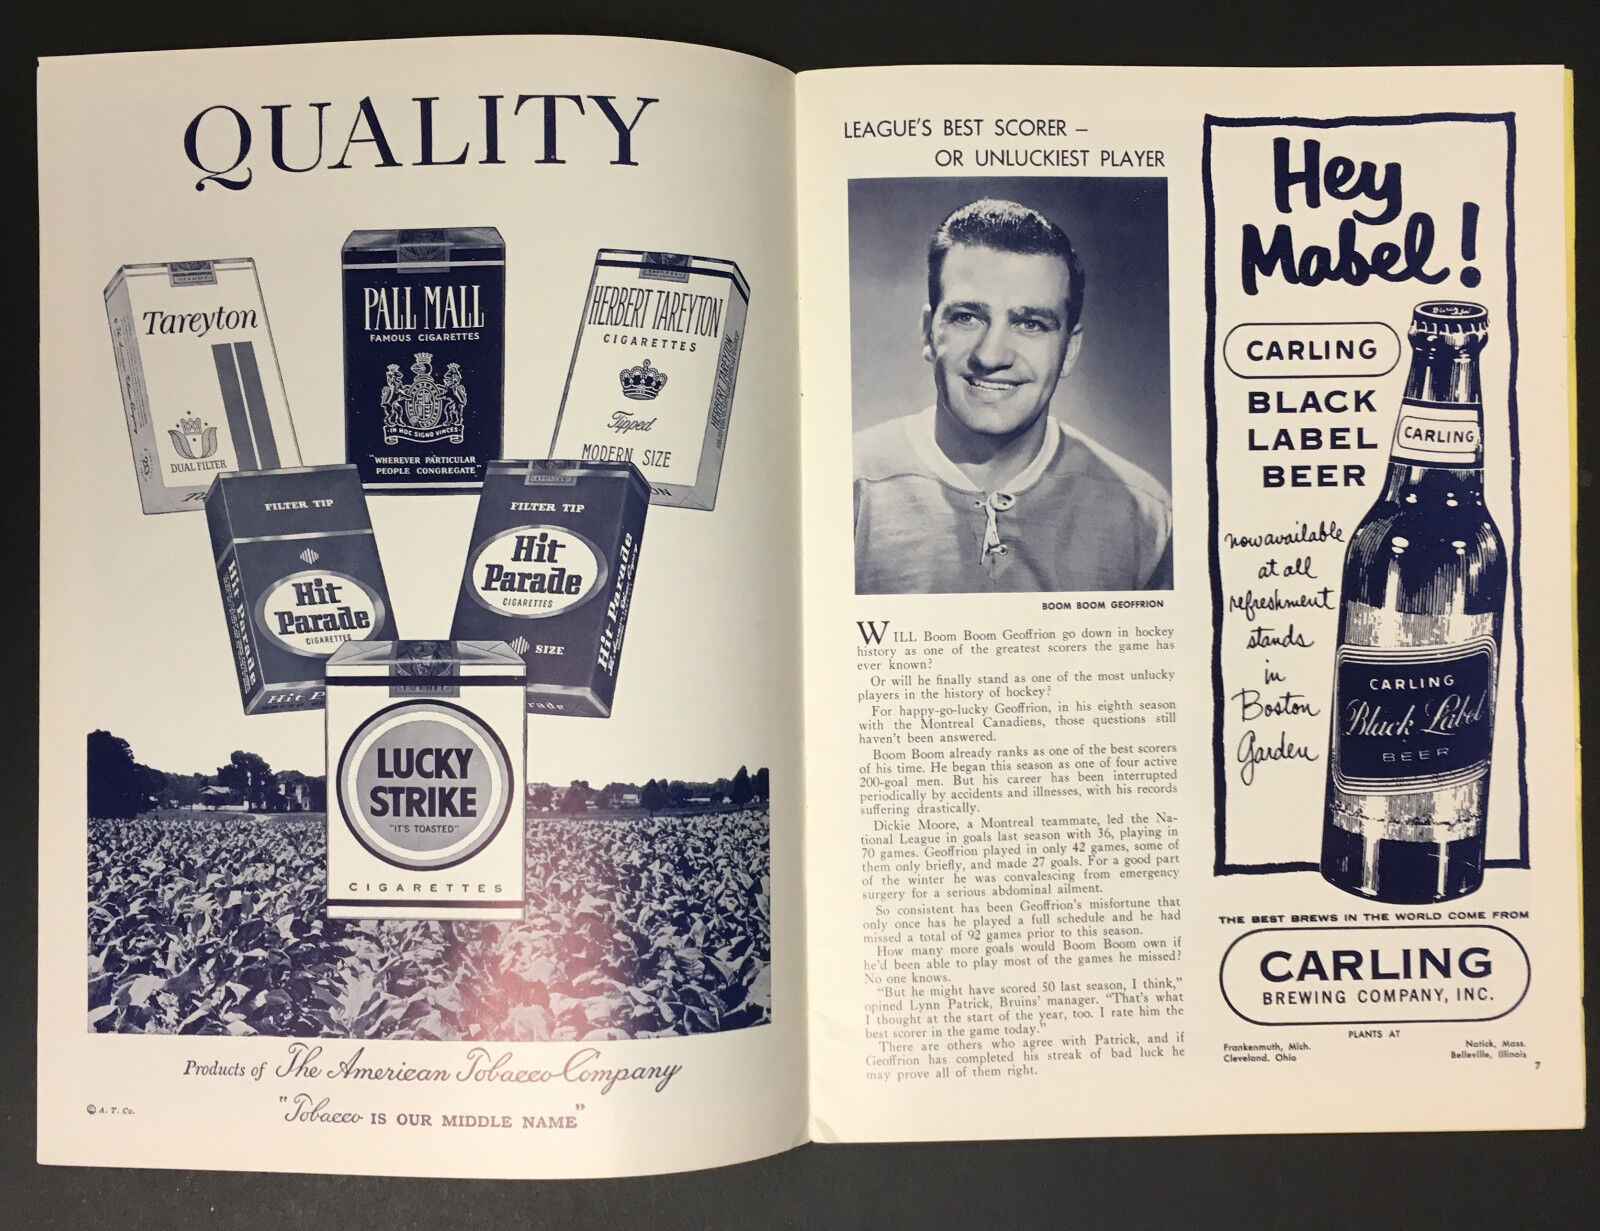 QUALITY
Tareyton
DUAL FILTER
PALL MALL
FAMOUS CIGARETTES
IN HOC SIGNO VINCES
"WHEREVER PARTICULAR
PEOPLE CONGREGATE"
HERBERT TAREYTON
CIGARETTES
Tipped
MODERN SIZE
HERBERT TAREYTON
FILTER TIP
Hit
Parade
CIGARETTES
Hit Parade
FILTER TIP
Hit
Parade
CIGARETTES
SIZE
Hit Parade
LUCKY
STRIKE
"IT'S TOASTED"
CIGARETTES
Products of The American Tobacco Company
"Tobacco IS OUR MIDDLE NAME"
© A. T. Co.
LEAGUE'S BEST SCORER –
OR UNLUCKIEST PLAYER
BOOM BOOM GEOFFRION
WILL Boom Boom Geoffrion go down in hockey
history as one of the greatest scorers the game has
ever known?
Or will he finally stand as one of the most unlucky
players in the history of hockey?
For happy-go-lucky Geoffrion, in his eighth season
with the Montreal Canadiens, those questions still
haven't been answered.
Boom Boom already ranks as one of the best scorers
of his time. He began this season as one of four active
200-goal men. But his career has been interrupted
periodically by accidents and illnesses, with his records
suffering drastically.
Dickie Moore, a Montreal teammate, led the Na-
tional League in goals last season with 36, playing in
70 games. Geoffrion played in only 42 games, some of
them only briefly, and made 27 goals. For a good part
of the winter he was convalescing from emergency
surgery for a serious abdominal ailment.
So consistent has been Geoffrion's misfortune that
only once has he played a full schedule and he had
missed a total of 92 games prior to this season.
How many more goals would Boom Boom own if
he'd been able to play most of the games he missed?
No one knows.
"But he might have scored 50 last season, I think,"
opined Lynn Patrick, Bruins' manager. "That's what
I thought at the start of the year, too. I rate him the
best scorer in the game today."
There are others who agree with Patrick, and if
Geoffrion has completed his streak of bad luck he
may prove all of them right.
Hey
Mabel!
CARLING
BLACK
LABEL
BEER
now available
at all
refreshment
stands
in
Boston
Garden
CARLING
CARLING
Black Label
BEER
THE BEST BREWS IN THE WORLD COME FROM
CARLING
BREWING COMPANY, INC.
PLANTS AT
Frankenmuth, Mich.
Cleveland, Ohio
Natick, Mass.
Belleville, Illinois
7